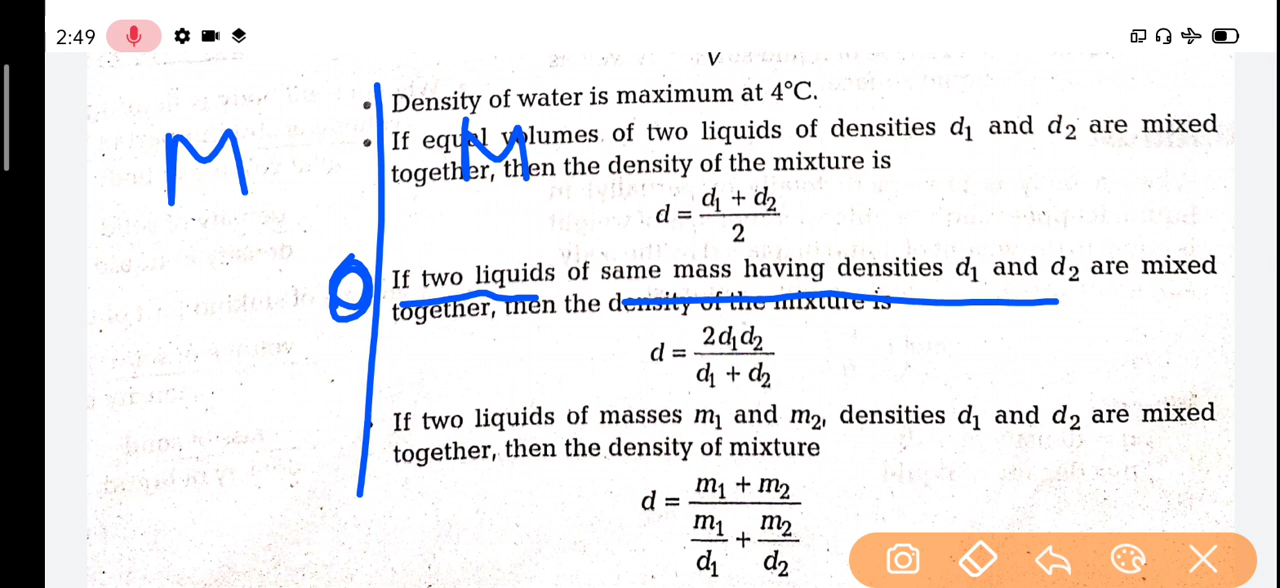 2:49
V
• Density of water is maximum at 4°C.
M
• If equal volumes of two liquids of densities d₁ and d₂ are mixed
M
together, then the density of the mixture is
d = (d₁ + d₂)/2
If two liquids of same mass having densities d₁ and d₂ are mixed
together, then the density of the mixture is
d = 2d₁d₂/(d₁ + d₂)
If two liquids of masses m₁ and m₂, densities d₁ and d₂ are mixed
together, then the density of mixture
d = (m₁ + m₂)/(m₁/d₁ + m₂/d₂)